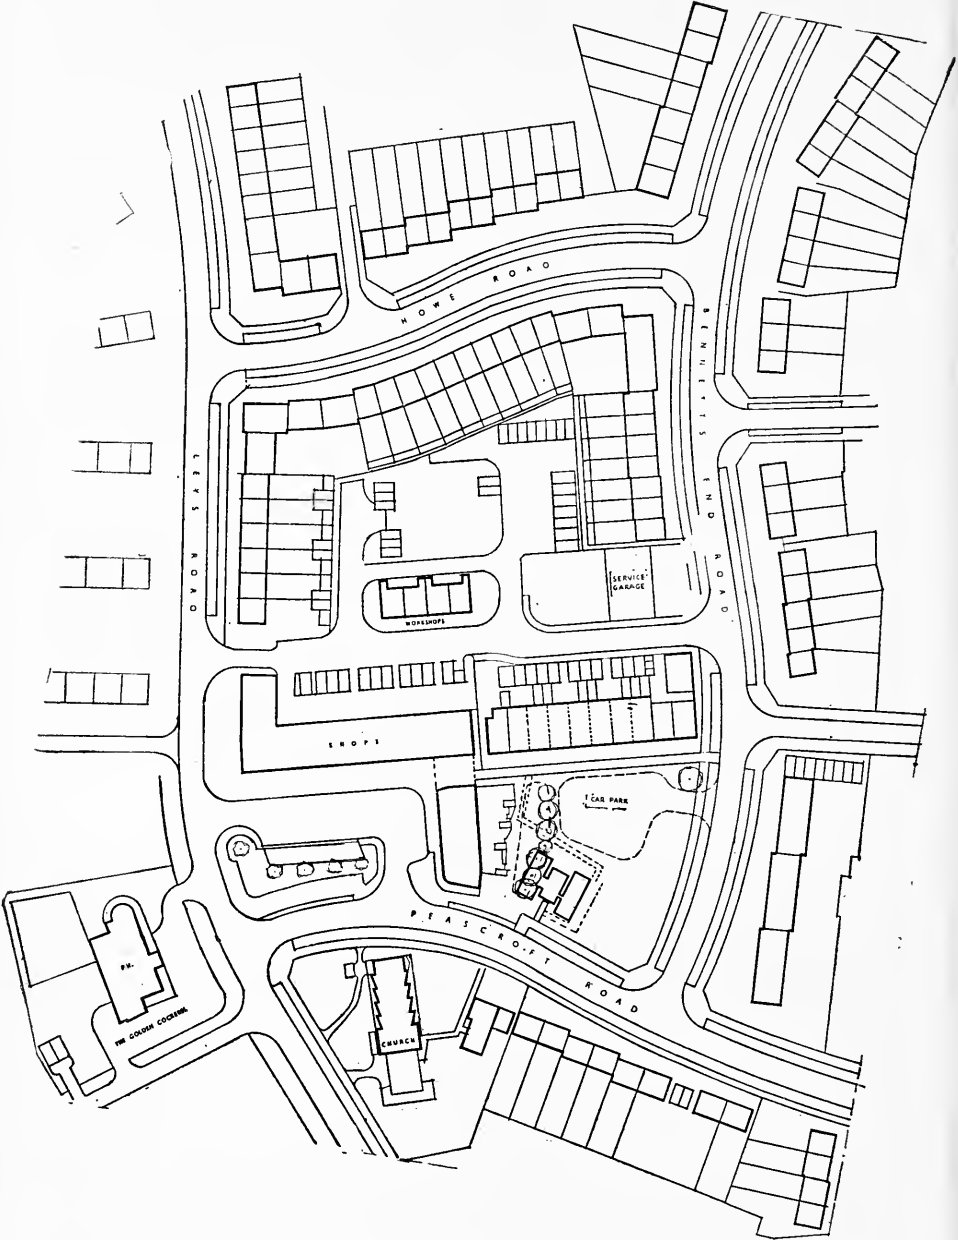 HOWE ROAD
BENNETTS END ROAD
LEYS ROAD
SERVICE
GARAGE
WORKSHOPS
SHOPS
CAR PARK
PEASCROFT ROAD
P.H.
THE GOLDEN COCKEREL
CHURCH